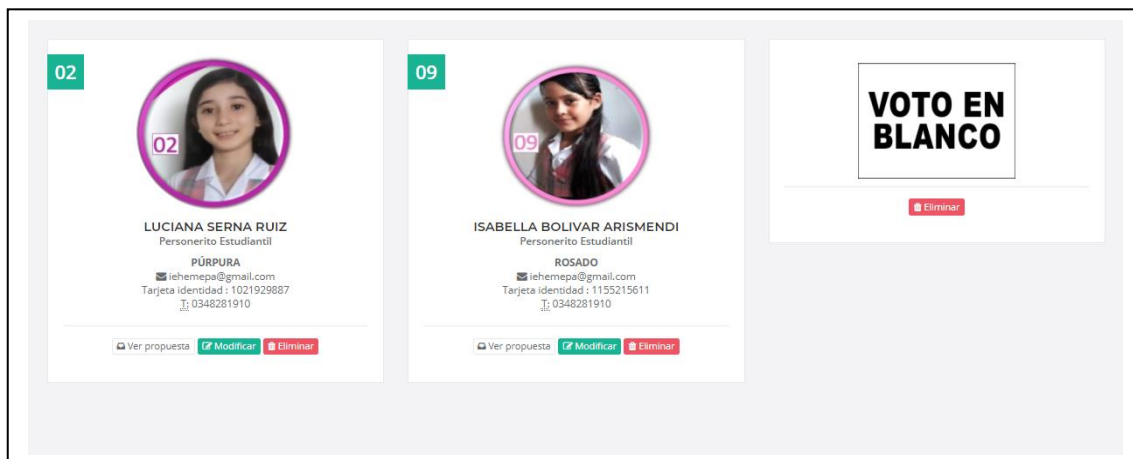 02
02
LUCIANA SERNA RUIZ
Personerito Estudiantil
PÚRPURA
iehemepa@gmail.com
Tarjeta identidad : 1021929887
T: 0348281910
Ver propuesta Modificar Eliminar
09
09
ISABELLA BOLIVAR ARISMENDI
Personerito Estudiantil
ROSADO
iehemepa@gmail.com
Tarjeta identidad : 1155215611
T: 0348281910
Ver propuesta Modificar Eliminar
VOTO EN
BLANCO
Eliminar